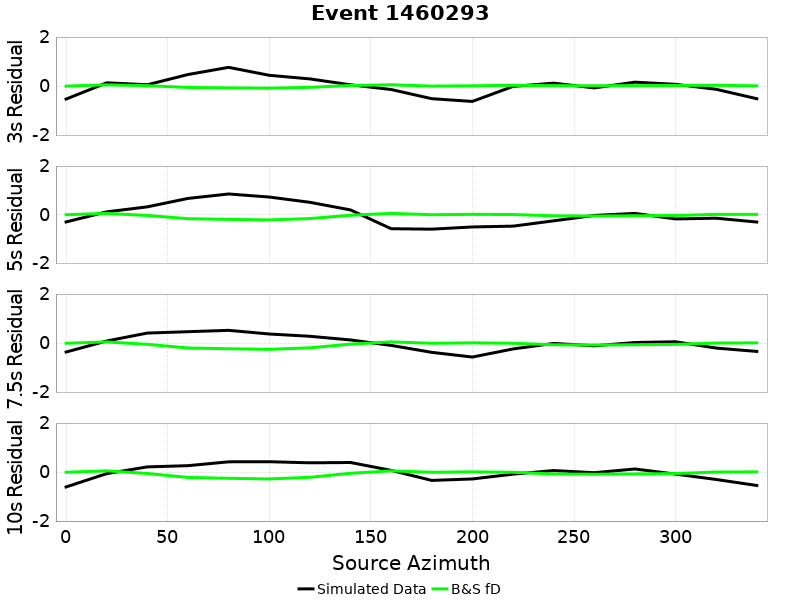 Event 1460293
3s Residual
2
0
-2
5s Residual
2
0
-2
7.5s Residual
2
0
-2
10s Residual
2
0
-2
0 50 100 150 200 250 300
Source Azimuth
Simulated Data B&S fD